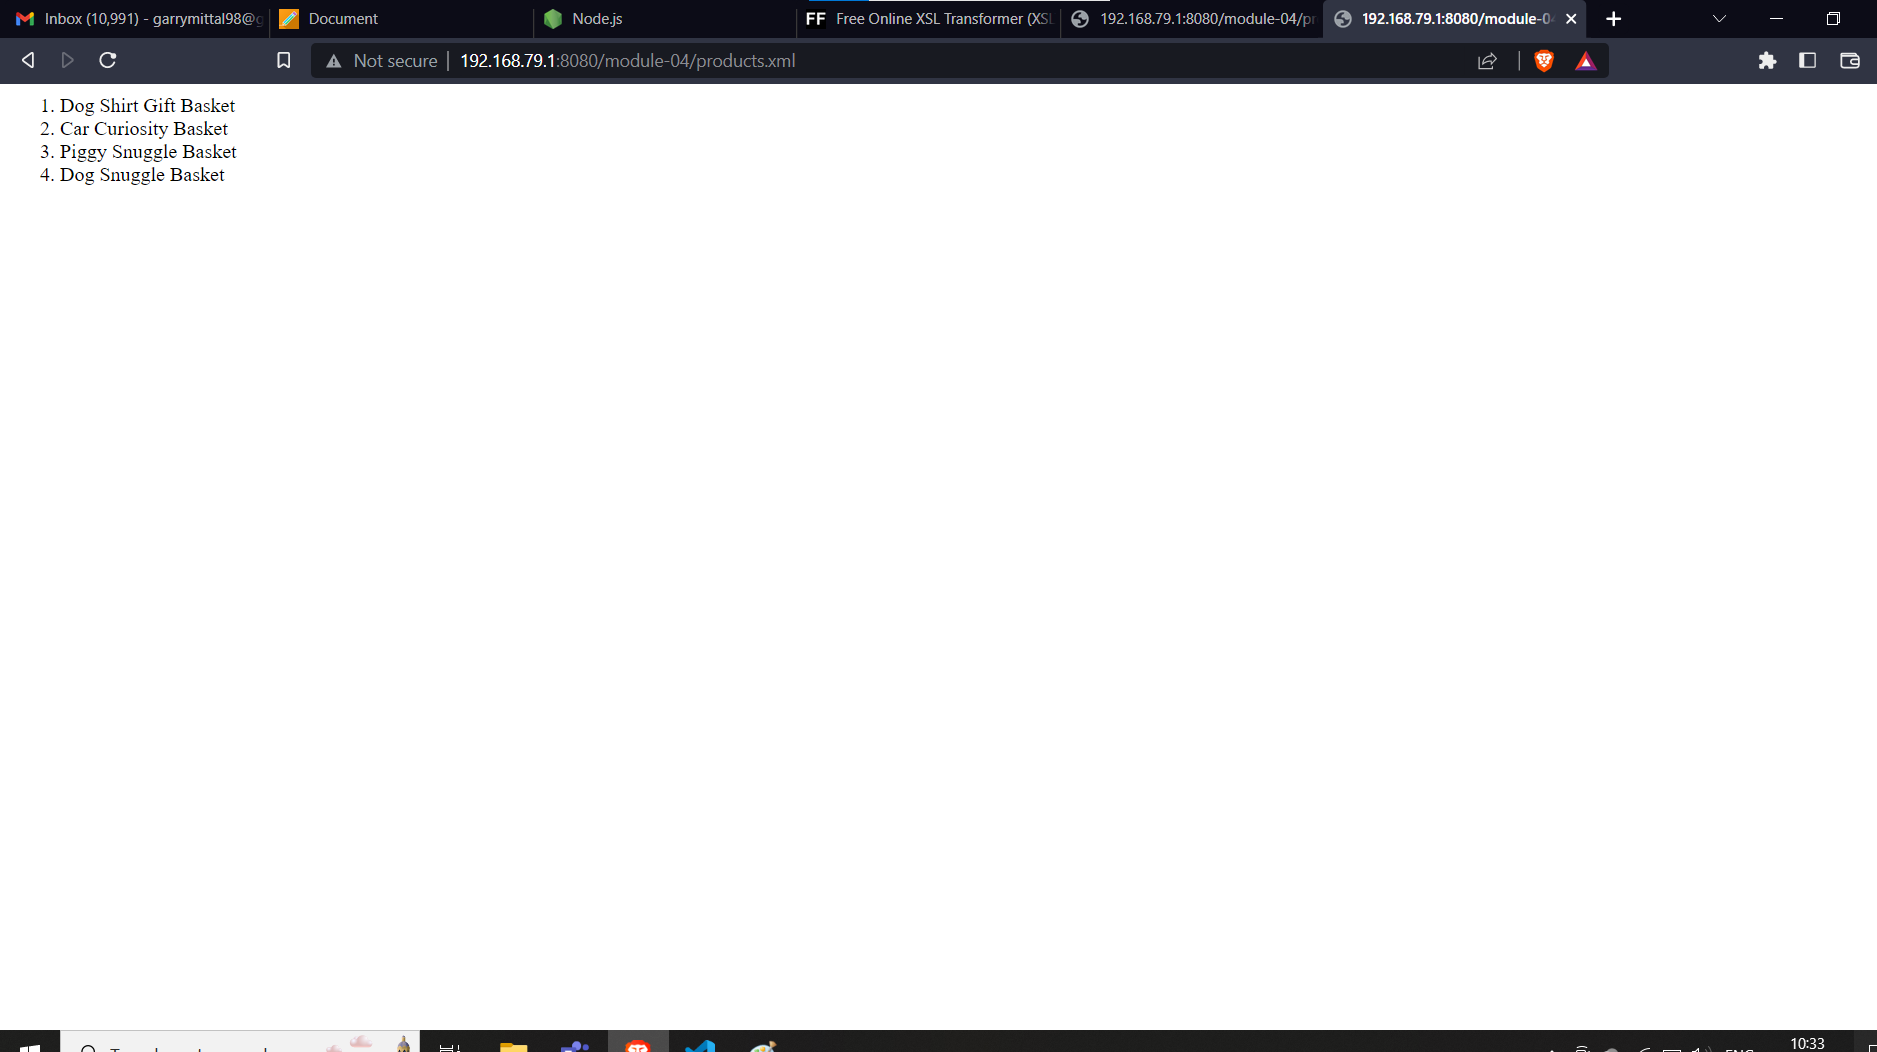 Inbox (10,991) - garrymittal98@g
Document
Node.js
FF Free Online XSL Transformer (XSL
192.168.79.1:8080/module-04/pr
192.168.79.1:8080/module-04
Not secure 192.168.79.1:8080/module-04/products.xml
1. Dog Shirt Gift Basket
2. Car Curiosity Basket
3. Piggy Snuggle Basket
4. Dog Snuggle Basket
10:33